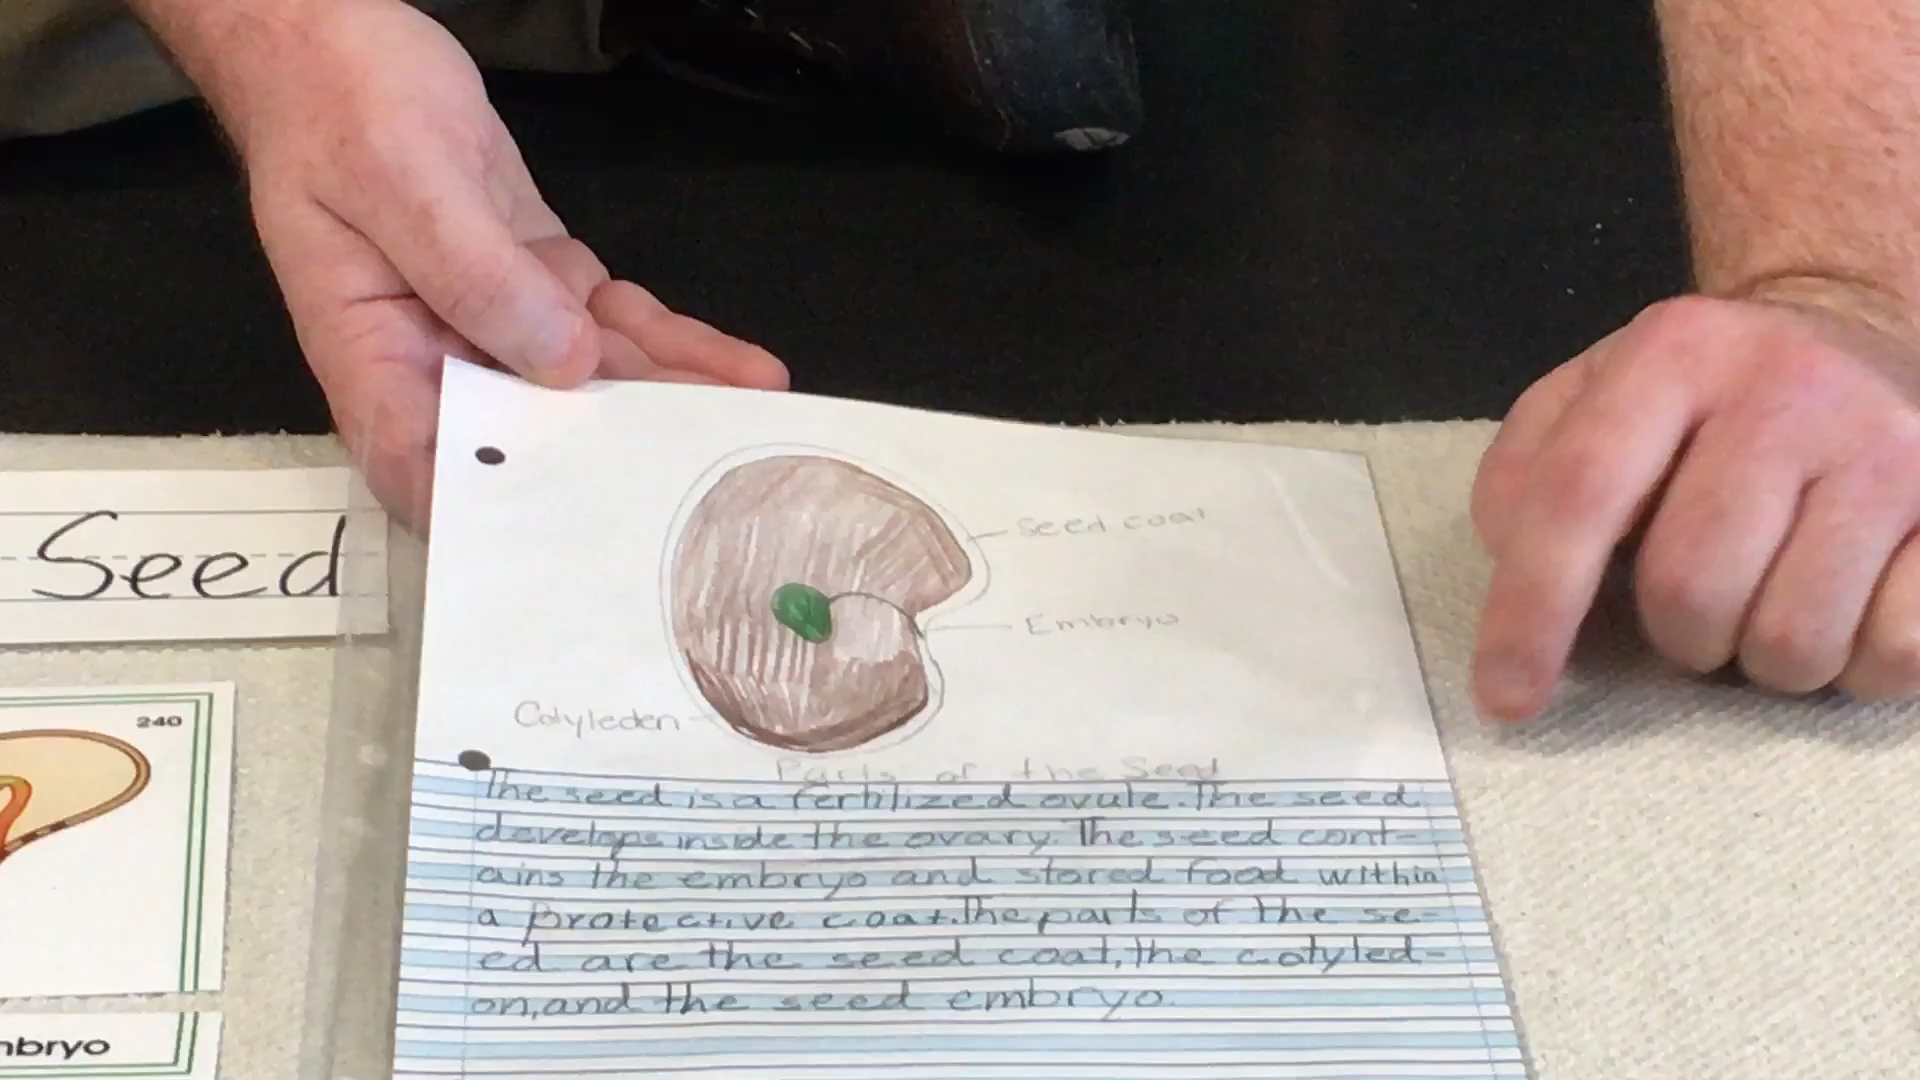 Seed
240
mbryo
Seed coat
Embryo
Cotyleden
Parts of the Seed
The seed is a fertilized ovule. The seed
develops inside the ovary. The seed cont-
ains the embryo and stored food within
a protective coat. The parts of the se-
ed are the seed coat, the cotyled-
on, and the seed embryo.